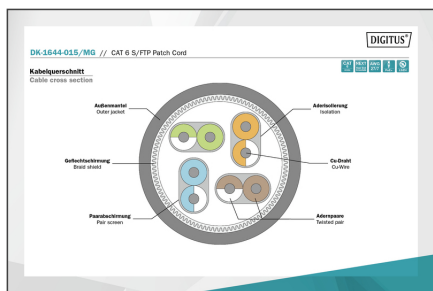 DIGITUS®
DK-1644-015/MG // CAT 6 S/FTP Patch Cord
Kabelquerschnitt
Cable cross section
Außenmantel
Outer jacket
Aderisolierung
Isolation
Geflechtschirmung
Braid shield
Cu-Draht
Cu-Wire
Paarabschirmung
Pair screen
Adernpaare
Twisted pair